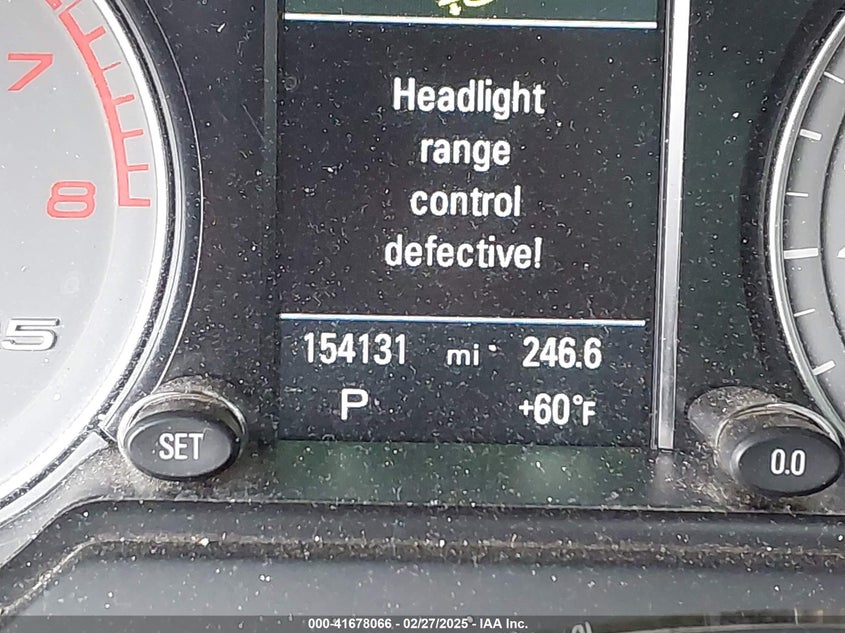 7
8
5
Headlight
range
control
defective!
154131 mi 246.6
P +60°F
SET
0.0
000-41678066 - 02/27/2025 - IAA Inc.